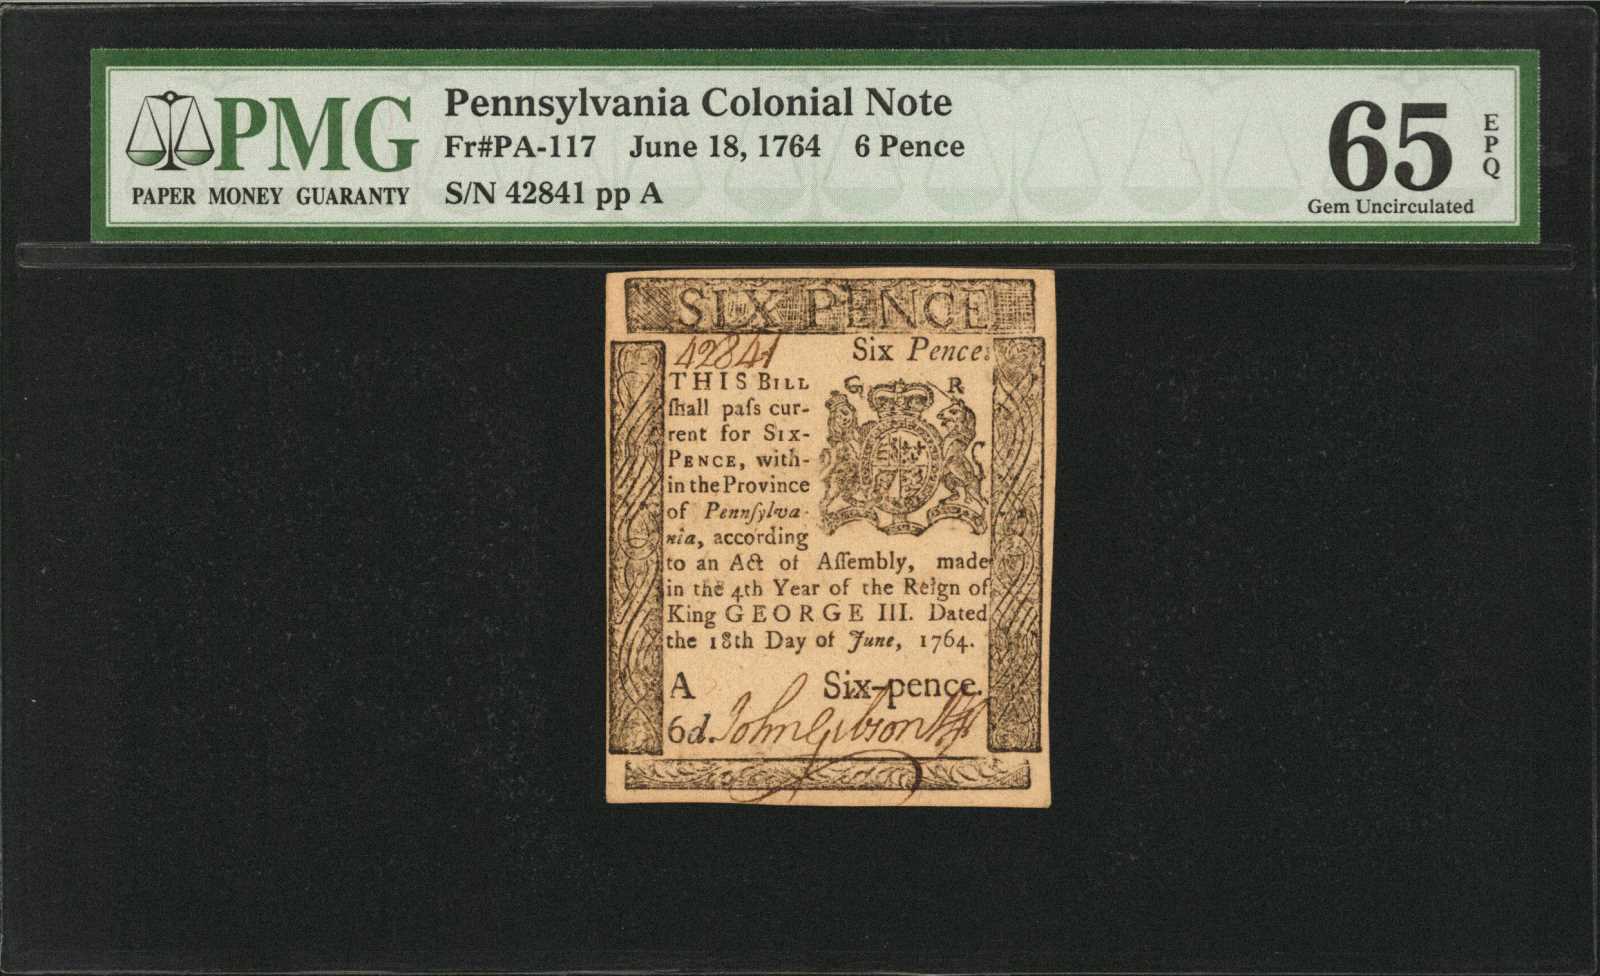 PMG
PAPER MONEY GUARANTY
Pennsylvania Colonial Note
Fr#PA-117 June 18, 1764 6 Pence
S/N 42841 pp A
65 EPQ
Gem Uncirculated
SIX PENCE
42841 Six Pence:
G R
THIS BILL
ſhall paſs cur-
rent for SIX-
PENCE, with-
in the Province
of Pennſylva-
nia, according
to an Act of Aſſembly, made
in the 4th Year of the Reign of
King GEORGE III. Dated
the 18th Day of June, 1764.
A Six-pence.
6d. John Gibson